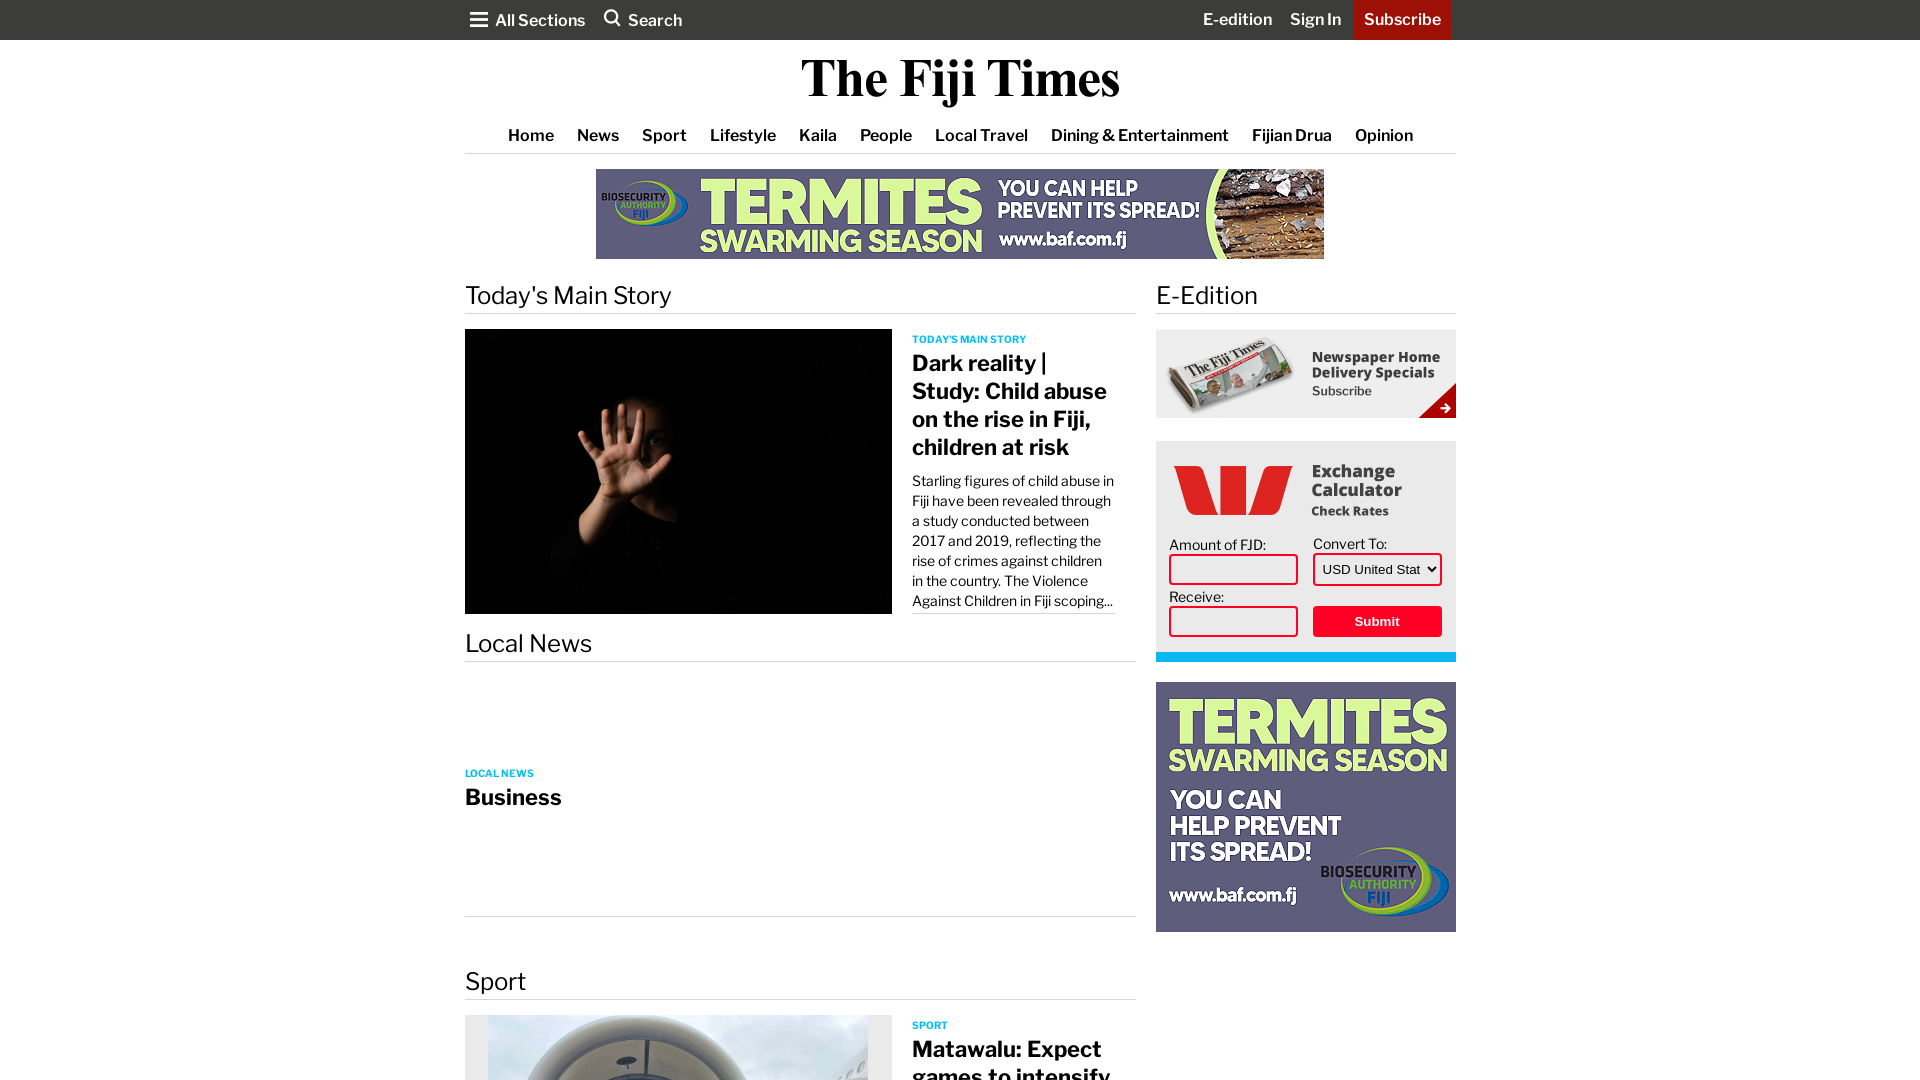 All Sections
Search
E-edition
Sign In
Subscribe
The Fiji Times
Home
News
Sport
Lifestyle
Kaila
People
Local Travel
Dining & Entertainment
Fijian Drua
Opinion
BIOSECURITY
AUTHORITY
FIJI
TERMITES
SWARMING SEASON
YOU CAN HELP
PREVENT ITS SPREAD!
www.baf.com.fj
Today's Main Story
TODAY'S MAIN STORY
Dark reality |
Study: Child abuse
on the rise in Fiji,
children at risk
Starling figures of child abuse in
Fiji have been revealed through
a study conducted between
2017 and 2019, reflecting the
rise of crimes against children
in the country. The Violence
Against Children in Fiji scoping...
Local News
LOCAL NEWS
Business
Sport
SPORT
Matawalu: Expect
games to intensify
E-Edition
The Fiji Times
Newspaper Home
Delivery Specials
Subscribe
Exchange
Calculator
Check Rates
Amount of FJD:
Convert To:
USD United Stat
Receive:
Submit
TERMITES
SWARMING SEASON
YOU CAN
HELP PREVENT
ITS SPREAD!
www.baf.com.fj
BIOSECURITY
AUTHORITY
FIJI